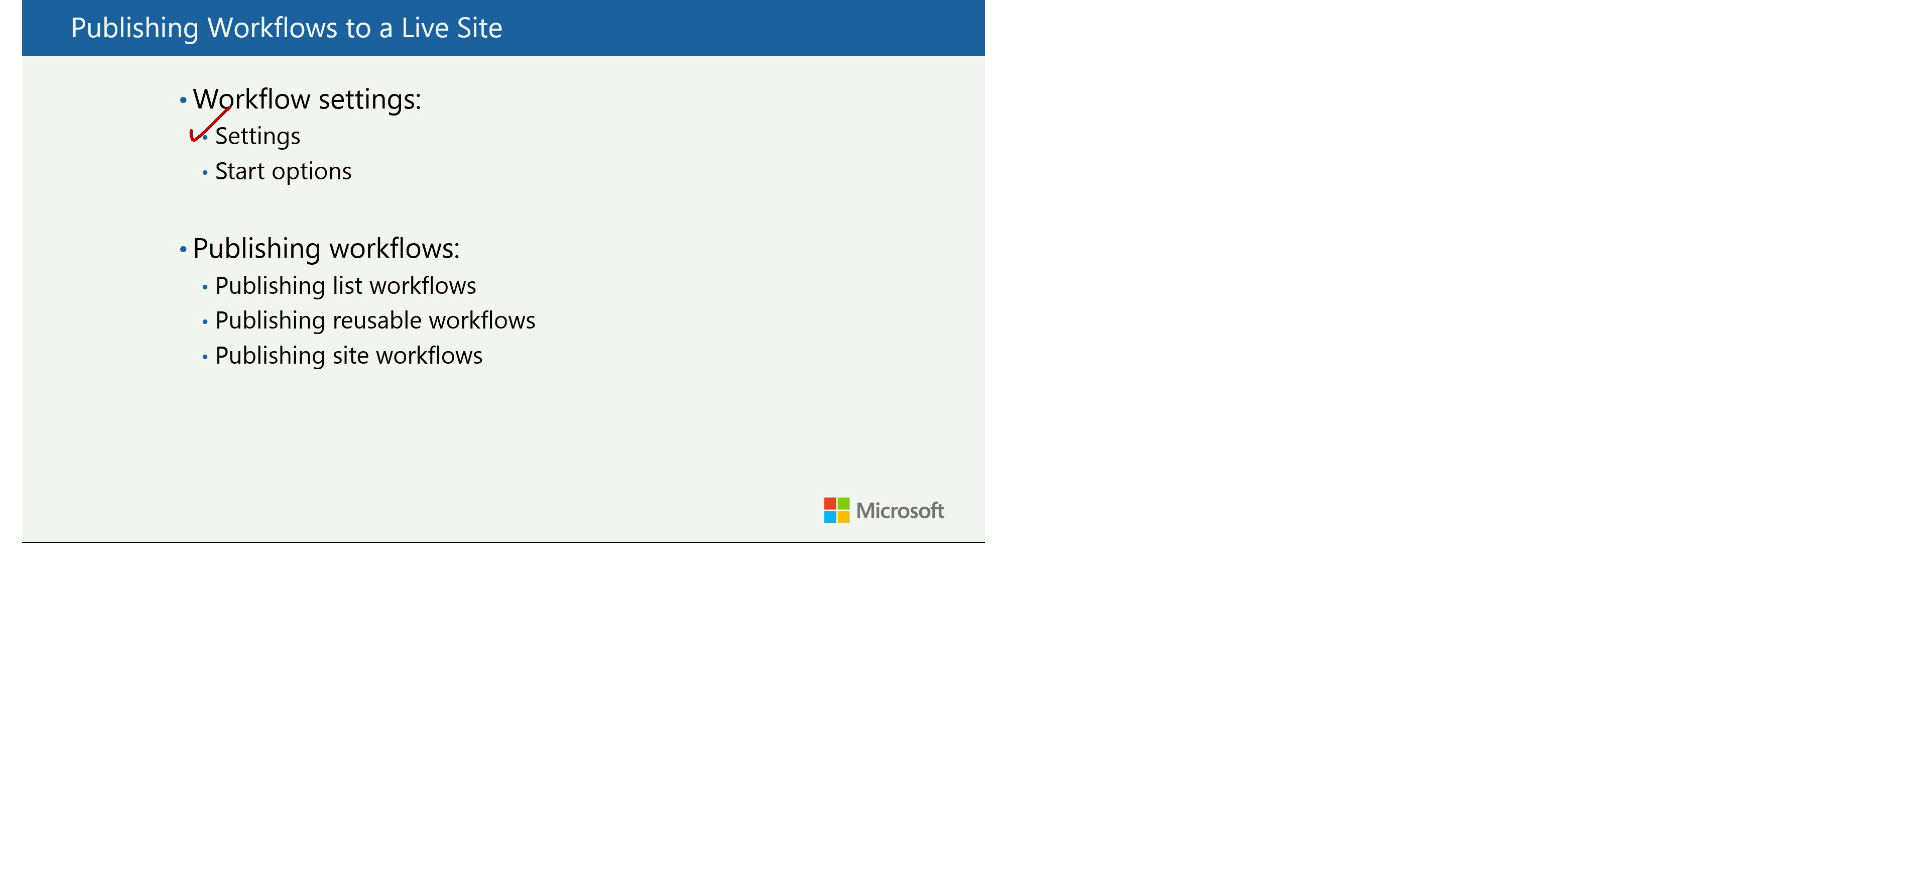 Publishing Workflows to a Live Site
• Workflow settings:
• Settings
• Start options
• Publishing workflows:
• Publishing list workflows
• Publishing reusable workflows
• Publishing site workflows
Microsoft